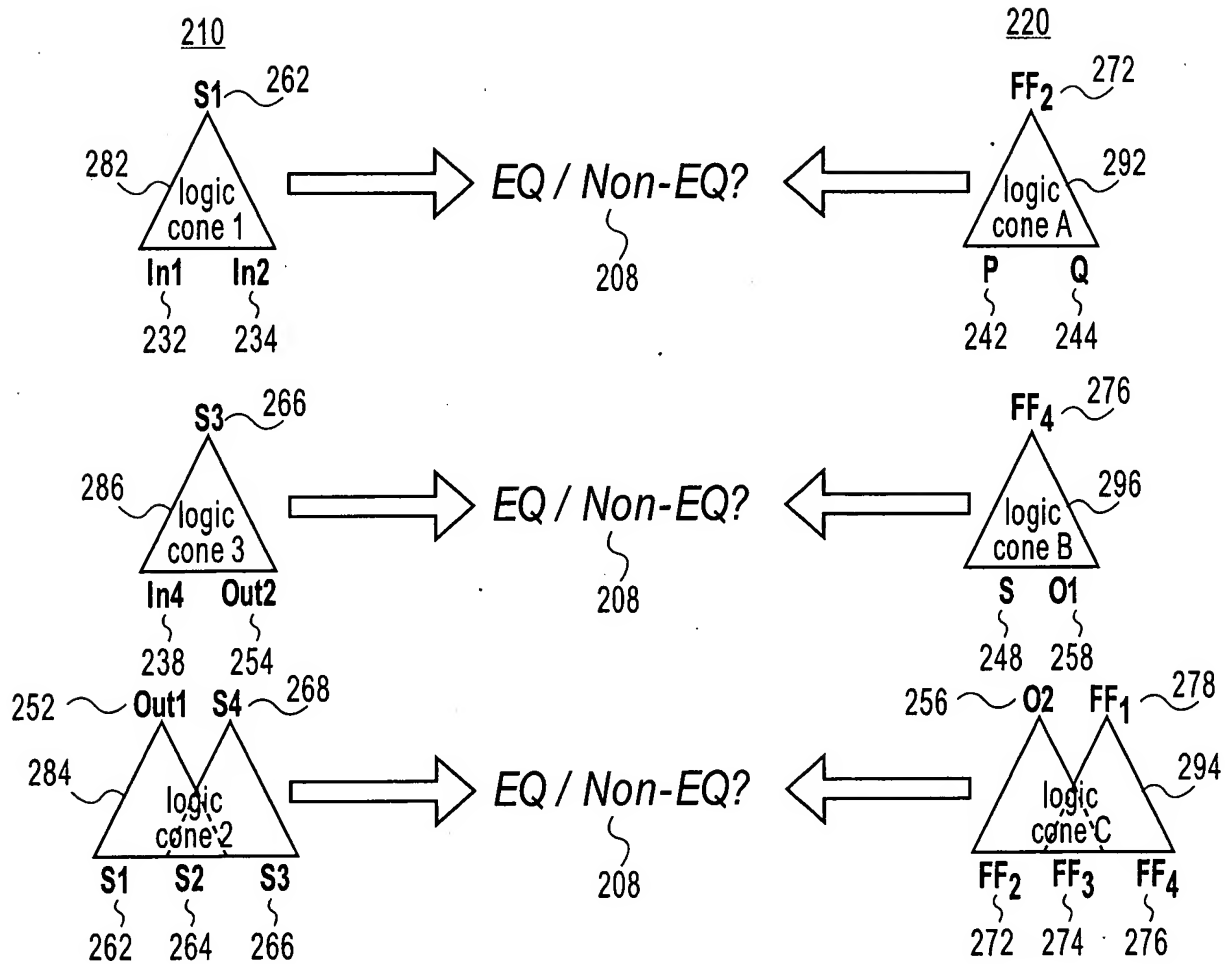 210 220
S1 262 FF2 272
282 logic cone 1 EQ / Non-EQ? logic cone A 292
In1 In2 208 P Q
232 234 242 244
S3 266 FF4 276
286 logic cone 3 EQ / Non-EQ? logic cone B 296
In4 Out2 208 S O1
238 254 248 258
252 Out1 S4 268 256 O2 FF1 278
284 logic cone 2 EQ / Non-EQ? logic cone C 294
S1 S2 S3 208 FF2 FF3 FF4
262 264 266 272 274 276